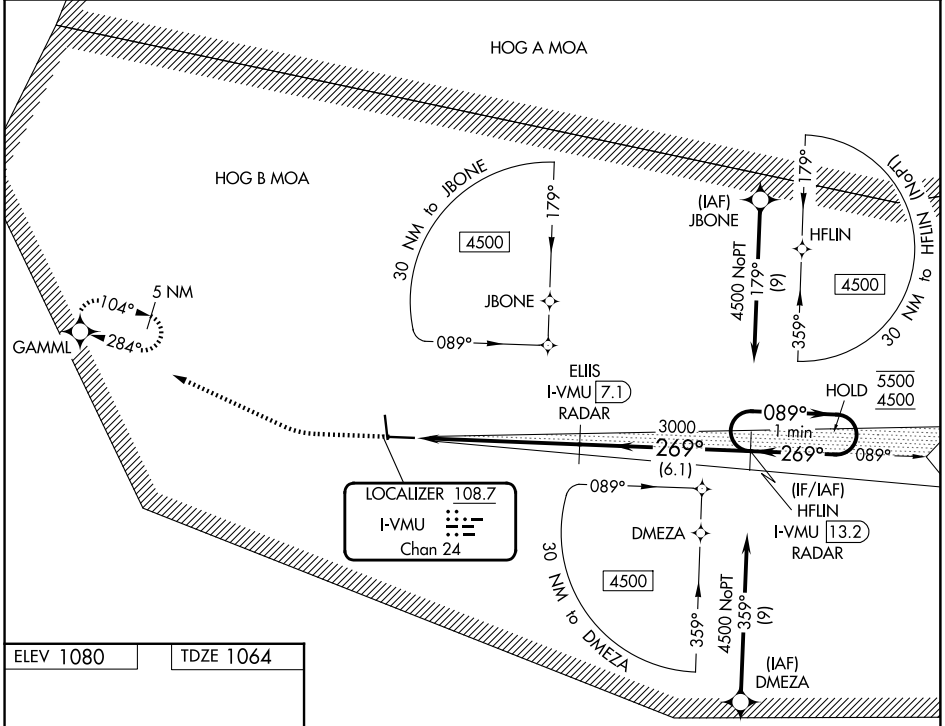 HOG A MOA
HOG B MOA
30 NM to JBONE
4500
179°
JBONE
089°
(IAF)
JBONE
4500 NoPT
179°
(9)
179°
HFLIN
359°
4500
30 NM to HFLIN
(NoPT)
104°
5 NM
284°
GAMML
ELIIS
I-VMU 7.1
RADAR
HOLD
5500
4500
089°
1 min
3000
269°
(6.1)
269°
089°
LOCALIZER 108.7
I-VMU
Chan 24
089°
DMEZA
4500
359°
30 NM to DMEZA
(IF/IAF)
HFLIN
I-VMU 13.2
RADAR
4500 NoPT
359°
(9)
(IAF)
DMEZA
ELEV 1080
TDZE 1064